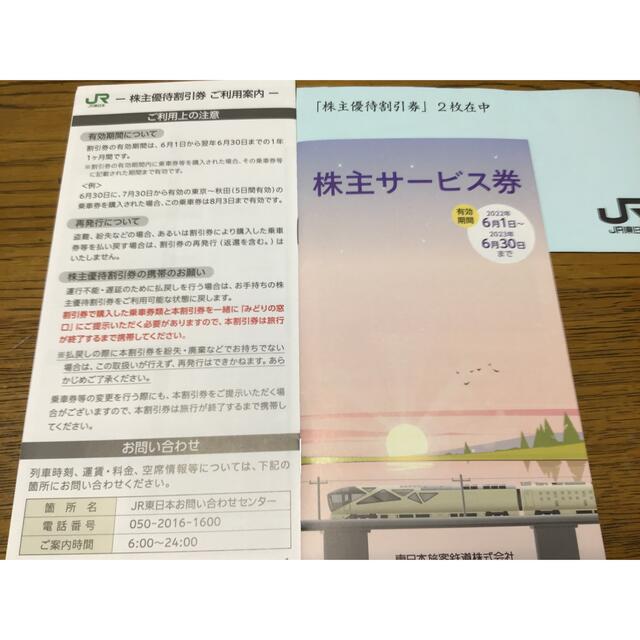 JR
JR東日本
— 株主優待割引券 ご利用案内 —
ご利用上の注意
有効期間について
割引券の有効期間は、6月1日から翌年6月30日までの1年
1ヶ月間です。
※割引券の有効期間内に乗車券等を購入された場合、その乗車券等
に記載された期間まで有効です。
<例>
6月30日に、7月30日から有効の東京~秋田(5日間有効)の
乗車券を購入された場合、この乗車券は8月3日まで有効です。
再発行について
盗難、紛失などの場合、あるいは割引券により購入した乗車
券等を払い戻す場合は、割引券の再発行(返還を含む。)は
いたしません。
株主優待割引券の携帯のお願い
運行不能・遅延のために払戻しを行う場合は、お手持ちの株
主優待割引券をご利用可能な状態に戻します。
割引券で購入した乗車券類と本割引券を一緒に「みどりの窓
口」にご提示いただく必要がありますので、本割引券は旅行
が終了するまで携帯してください。
※払戻しの際に本割引券を紛失・廃棄などでお持ちでない
場合は、この取扱いが行えず、再発行はできかねます。あら
かじめご了承ください。
乗車券等の変更を行う際にも、本割引券をご提示いただく場
合がございますので、本割引券は旅行が終了するまで携帯し
てください。
お問い合わせ
列車時刻、運賃・料金、空席情報等については、下記の
箇所にお問い合わせください。
箇所名 JR東日本お問い合わせセンター
電話番号 050-2016-1600
ご案内時間 6:00~24:00
「株主優待割引券」2枚在中
株主サービス券
有効
期間
2022年
6月1日~
2023年
6月30日
まで
東日本旅客鉄道株式会社
JR
JR東日